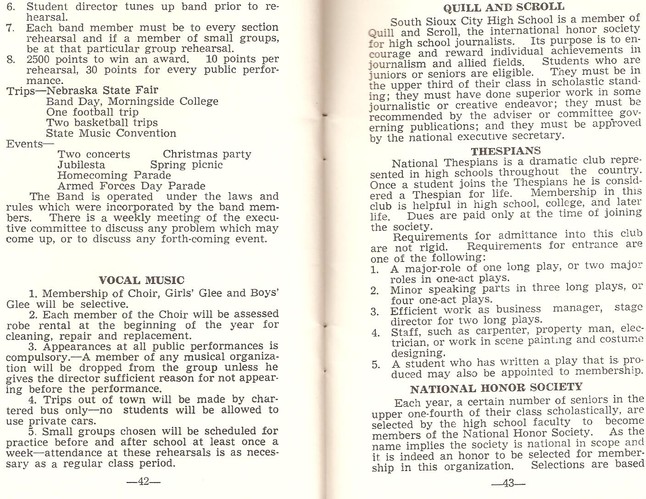 6. Student director tunes up band prior to re-
hearsal.
7. Each band member must be to every section
rehearsal and if a member of small groups,
be at that particular group rehearsal.
8. 2500 points to win an award. 10 points per
rehearsal, 30 points for every public perfor-
mance.
Trips—Nebraska State Fair
Band Day, Morningside College
One football trip
Two basketball trips
State Music Convention
Events—
Two concerts Christmas party
Jubilesta Spring picnic
Homecoming Parade
Armed Forces Day Parade
The Band is operated under the laws and
rules which were incorporated by the band mem-
bers. There is a weekly meeting of the execu-
tive committee to discuss any problem which may
come up, or to discuss any forth-coming event.
VOCAL MUSIC
1. Membership of Choir, Girls' Glee and Boys'
Glee will be selective.
2. Each member of the Choir will be assessed
robe rental at the beginning of the year for
cleaning, repair and replacement.
3. Appearances at all public performances is
compulsory.—A member of any musical organiza-
tion will be dropped from the group unless he
gives the director sufficient reason for not appear-
ing before the performance.
4. Trips out of town will be made by char-
tered bus only—no students will be allowed to
use private cars.
5. Small groups chosen will be scheduled for
practice before and after school at least once a
week—attendance at these rehearsals is as neces-
sary as a regular class period.
—42—
QUILL AND SCROLL
South Sioux City High School is a member of
Quill and Scroll, the international honor society
for high school journalists. Its purpose is to en-
courage and reward individual achievements in
journalism and allied fields. Students who are
juniors or seniors are eligible. They must be in
the upper third of their class in scholastic stand-
ing; they must have done superior work in some
journalistic or creative endeavor; they must be
recommended by the adviser or committee gov-
erning publications; and they must be approved
by the national executive secretary.
THESPIANS
National Thespians is a dramatic club repre-
sented in high schools throughout the country.
Once a student joins the Thespians he is consid-
ered a Thespian for life. Membership in this
club is helpful in high school, college, and later
life. Dues are paid only at the time of joining
the society.
Requirements for admittance into this club
are not rigid. Requirements for entrance are
one of the following:
1. A major-role of one long play, or two major
roles in one-act plays.
2. Minor speaking parts in three long plays, or
four one-act plays.
3. Efficient work as business manager, stage
director for two long plays.
4. Staff, such as carpenter, property man, elec-
trician, or work in scene painting and costume
designing.
5. A student who has written a play that is pro-
duced may also be appointed to membership.
NATIONAL HONOR SOCIETY
Each year, a certain number of seniors in the
upper one-fourth of their class scholastically, are
selected by the high school faculty to become
members of the National Honor Society. As the
name implies the society is national in scope and
it is indeed an honor to be selected for member-
ship in this organization. Selections are based
—43—